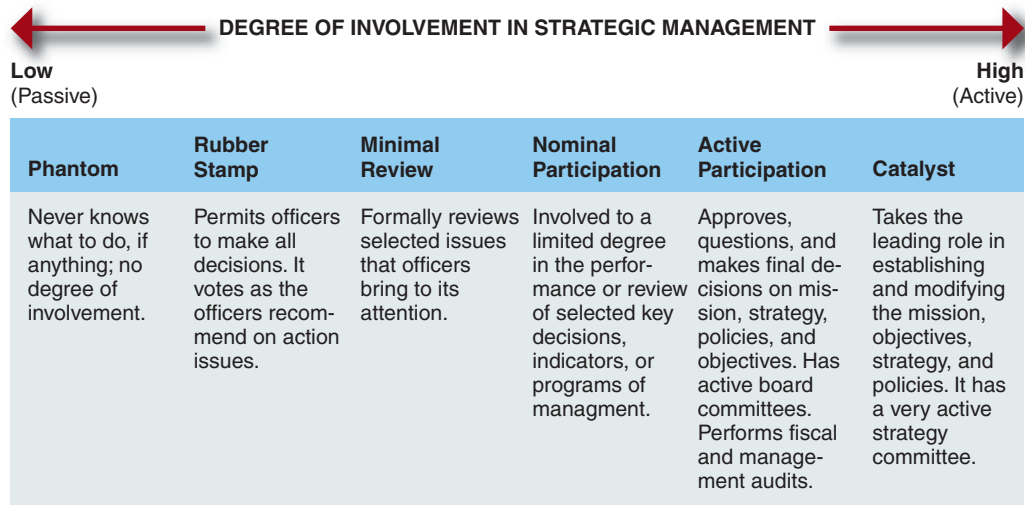 DEGREE OF INVOLVEMENT IN STRATEGIC MANAGEMENT
Low
(Passive)
High
(Active)
Phantom
Rubber
Stamp
Minimal
Review
Nominal
Participation
Active
Participation
Catalyst
Never knows
what to do, if
anything; no
degree of
involvement.
Permits officers
to make all
decisions. It
votes as the
officers recom-
mend on action
issues.
Formally reviews
selected issues
that officers
bring to its
attention.
Involved to a
limited degree
in the perfor-
mance or review
of selected key
decisions,
indicators, or
programs of
managment.
Approves,
questions, and
makes final de-
cisions on mis-
sion, strategy,
policies, and
objectives. Has
active board
committees.
Performs fiscal
and manage-
ment audits.
Takes the
leading role in
establishing
and modifying
the mission,
objectives,
strategy, and
policies. It has
a very active
strategy
committee.